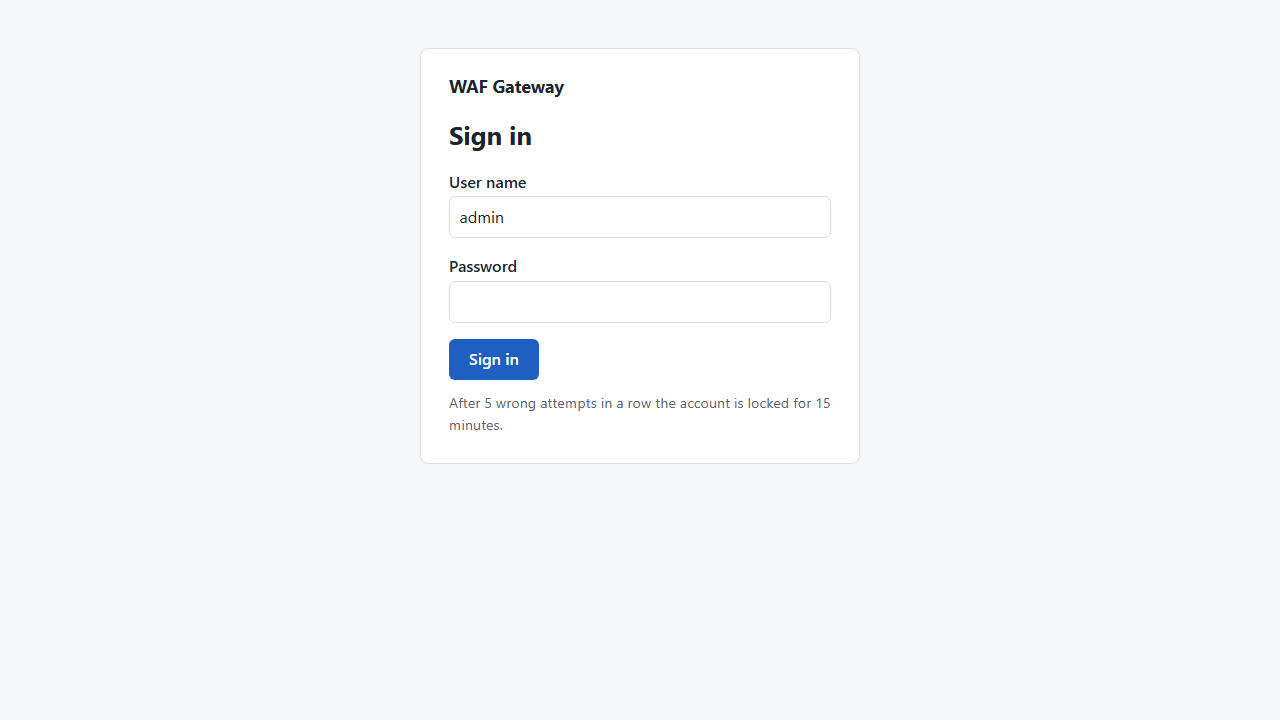 WAF Gateway
Sign in
User name
admin
Password
Sign in
After 5 wrong attempts in a row the account is locked for 15
minutes.